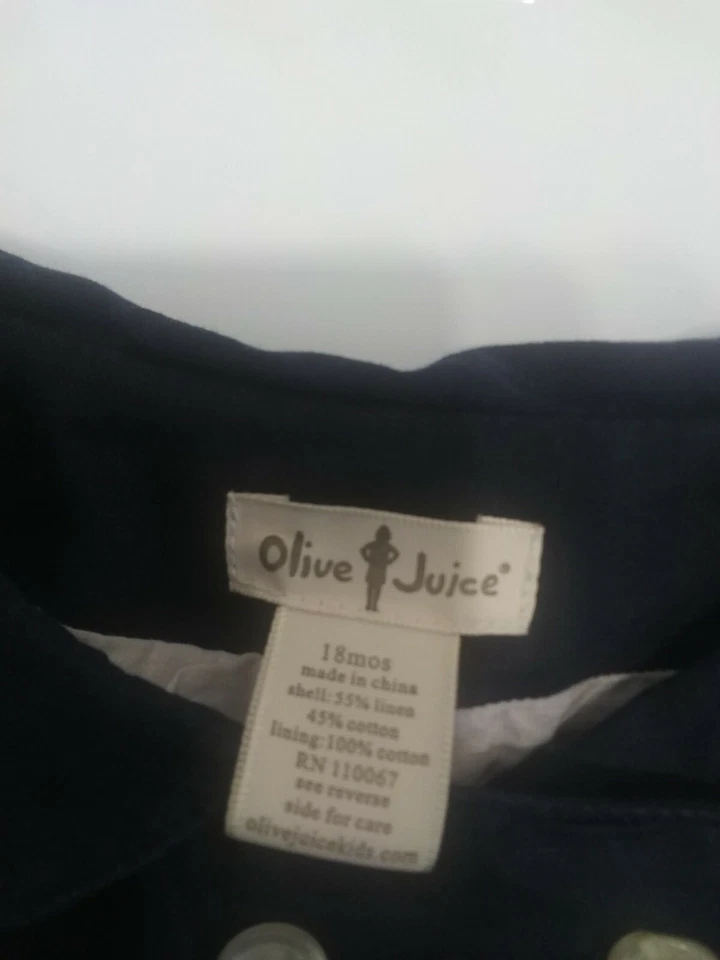 Olive Juice®
18mos
made in china
shell: 55% linen
45% cotton
lining:100% cotton
RN 110067
see reverse
side for care
olivejuicekids.com